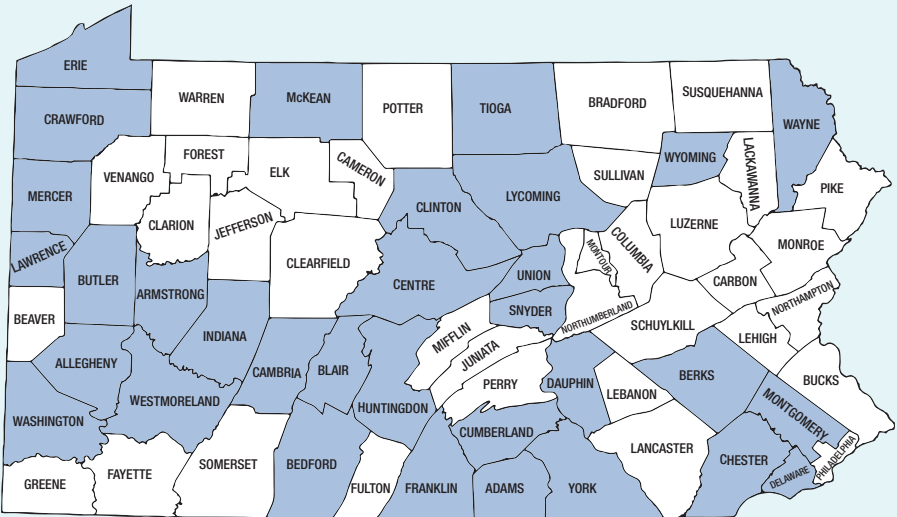 ERIE
CRAWFORD
WARREN
McKEAN
POTTER
TIOGA
BRADFORD
SUSQUEHANNA
WAYNE
MERCER
VENANGO
FOREST
ELK
CAMERON
CLINTON
LYCOMING
SULLIVAN
WYOMING
LACKAWANNA
PIKE
LAWRENCE
BUTLER
CLARION
JEFFERSON
CLEARFIELD
CENTRE
UNION
MONTOUR
COLUMBIA
LUZERNE
MONROE
BEAVER
ARMSTRONG
INDIANA
SNYDER
NORTHUMBERLAND
SCHUYLKILL
CARBON
NORTHAMPTON
LEHIGH
ALLEGHENY
CAMBRIA
BLAIR
MIFFLIN
JUNIATA
PERRY
DAUPHIN
LEBANON
BERKS
BUCKS
WASHINGTON
WESTMORELAND
HUNTINGDON
CUMBERLAND
LANCASTER
MONTGOMERY
PHILADELPHIA
GREENE
FAYETTE
SOMERSET
BEDFORD
FULTON
FRANKLIN
ADAMS
YORK
CHESTER
DELAWARE